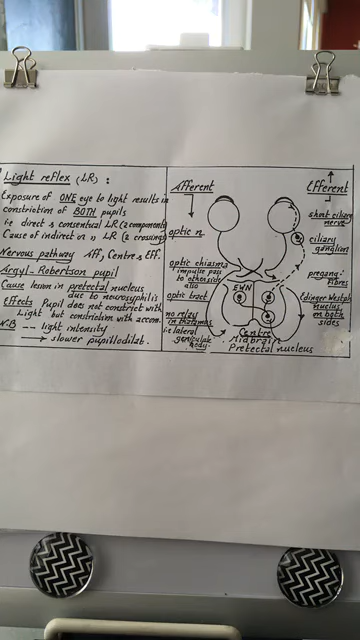 Light reflex (LR) :
Exposure of ONE eye to light results in
constriction of BOTH pupils
i.e direct & consentual LR (2 components)
Cause of indirect or LR (2 crossings)
Nervous pathway Aff, Centre & Eff.
Argyl-Robertson pupil
Cause lesion in pretectal nucleus
due to neurosyphilis
Effects Pupil does not constrict with
Light but constriction with accom.
N.B --- light intensity
→ slower pupillodilat.
Afferent
optic n.
optic chiasma
impulse pass
to other side
also
optic tract
no relay
in thalamus
i.e lateral
geniculate
body
EWN
Centre
Midbrain
Pretectal nucleus
Efferent
short ciliary
nerve
ciliary
ganglion
pregang.
Fibres
Edinger Westph
nuclus
on both
sides